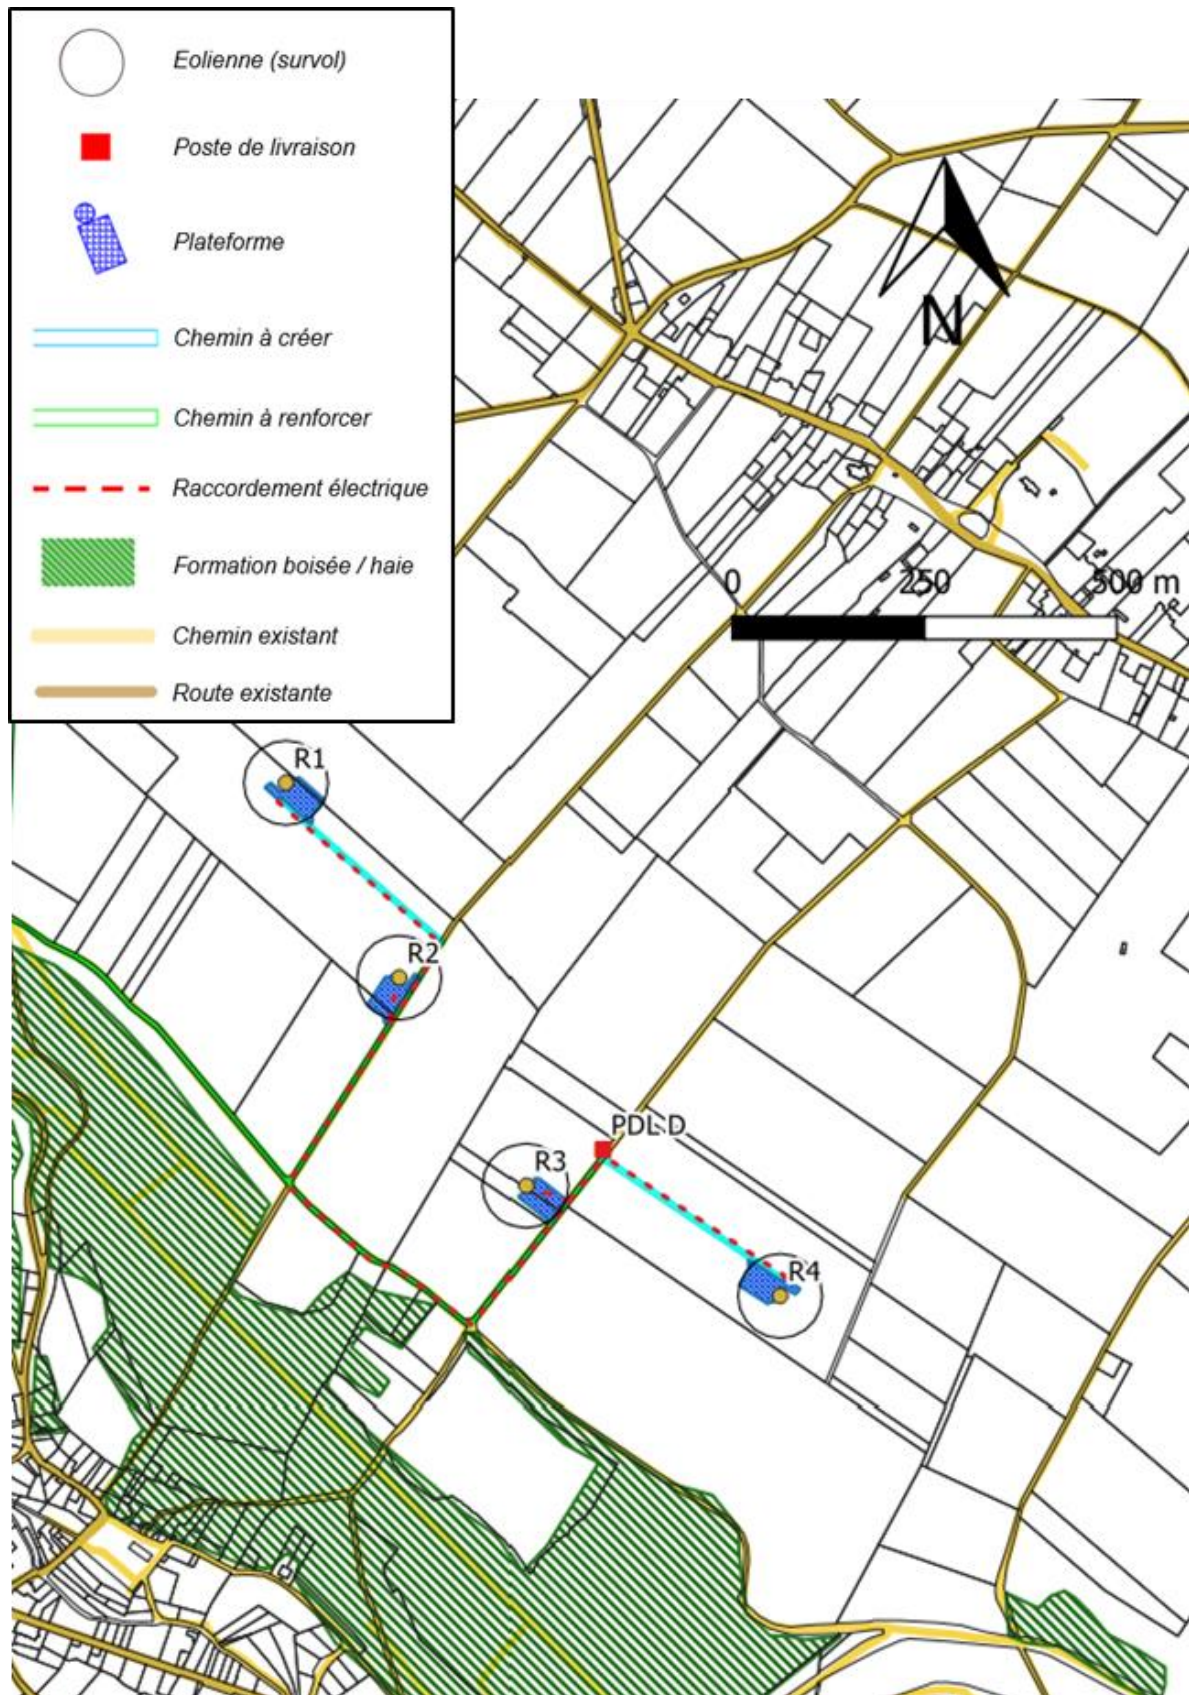 Eolienne (survol)
Poste de livraison
Plateforme
Chemin à créer
Chemin à renforcer
Raccordement électrique
Formation boisée / haie
Chemin existant
Route existante
N
0 250 500 m
R1
R2
PDL D
R3
R4